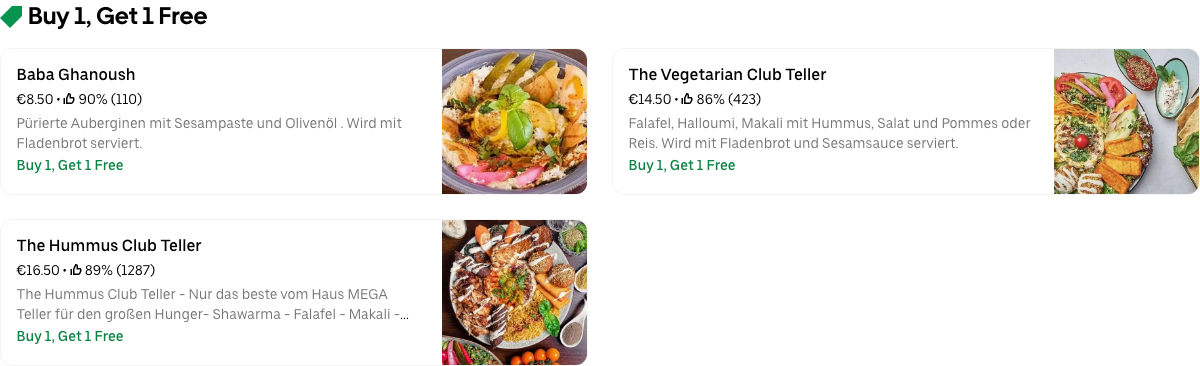 Buy 1, Get 1 Free
Baba Ghanoush
€8.50 • 90% (110)
Pürierte Auberginen mit Sesampaste und Olivenöl . Wird mit
Fladenbrot serviert.
Buy 1, Get 1 Free
The Vegetarian Club Teller
€14.50 • 86% (423)
Falafel, Halloumi, Makali mit Hummus, Salat und Pommes oder
Reis. Wird mit Fladenbrot und Sesamsauce serviert.
Buy 1, Get 1 Free
The Hummus Club Teller
€16.50 • 89% (1287)
The Hummus Club Teller - Nur das beste vom Haus MEGA
Teller für den großen Hunger- Shawarma - Falafel - Makali -...
Buy 1, Get 1 Free